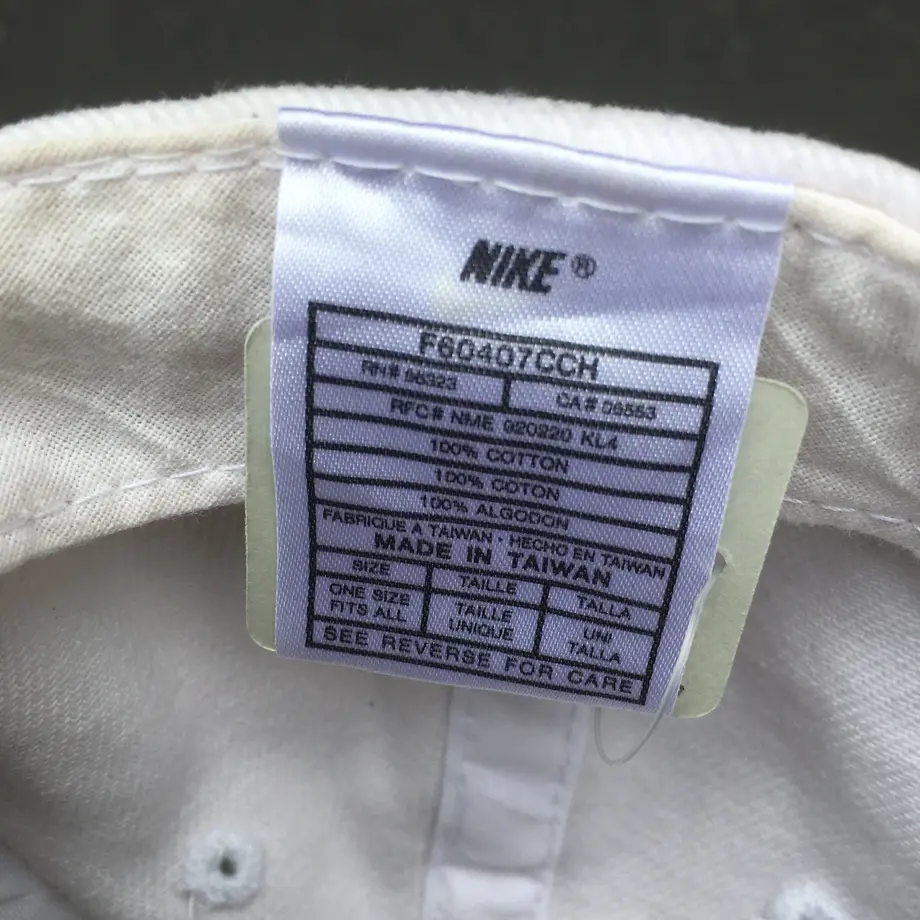 NIKE®
F60407CCH
RN# 56323 CA# 05553
RFC# NME 920220 KL4
100% COTTON
100% COTON
100% ALGODON
FABRIQUE A TAIWAN · HECHO EN TAIWAN
MADE IN TAIWAN
SIZE TAILLE TALLA
ONE SIZE FITS ALL TAILLE UNIQUE UNI TALLA
SEE REVERSE FOR CARE